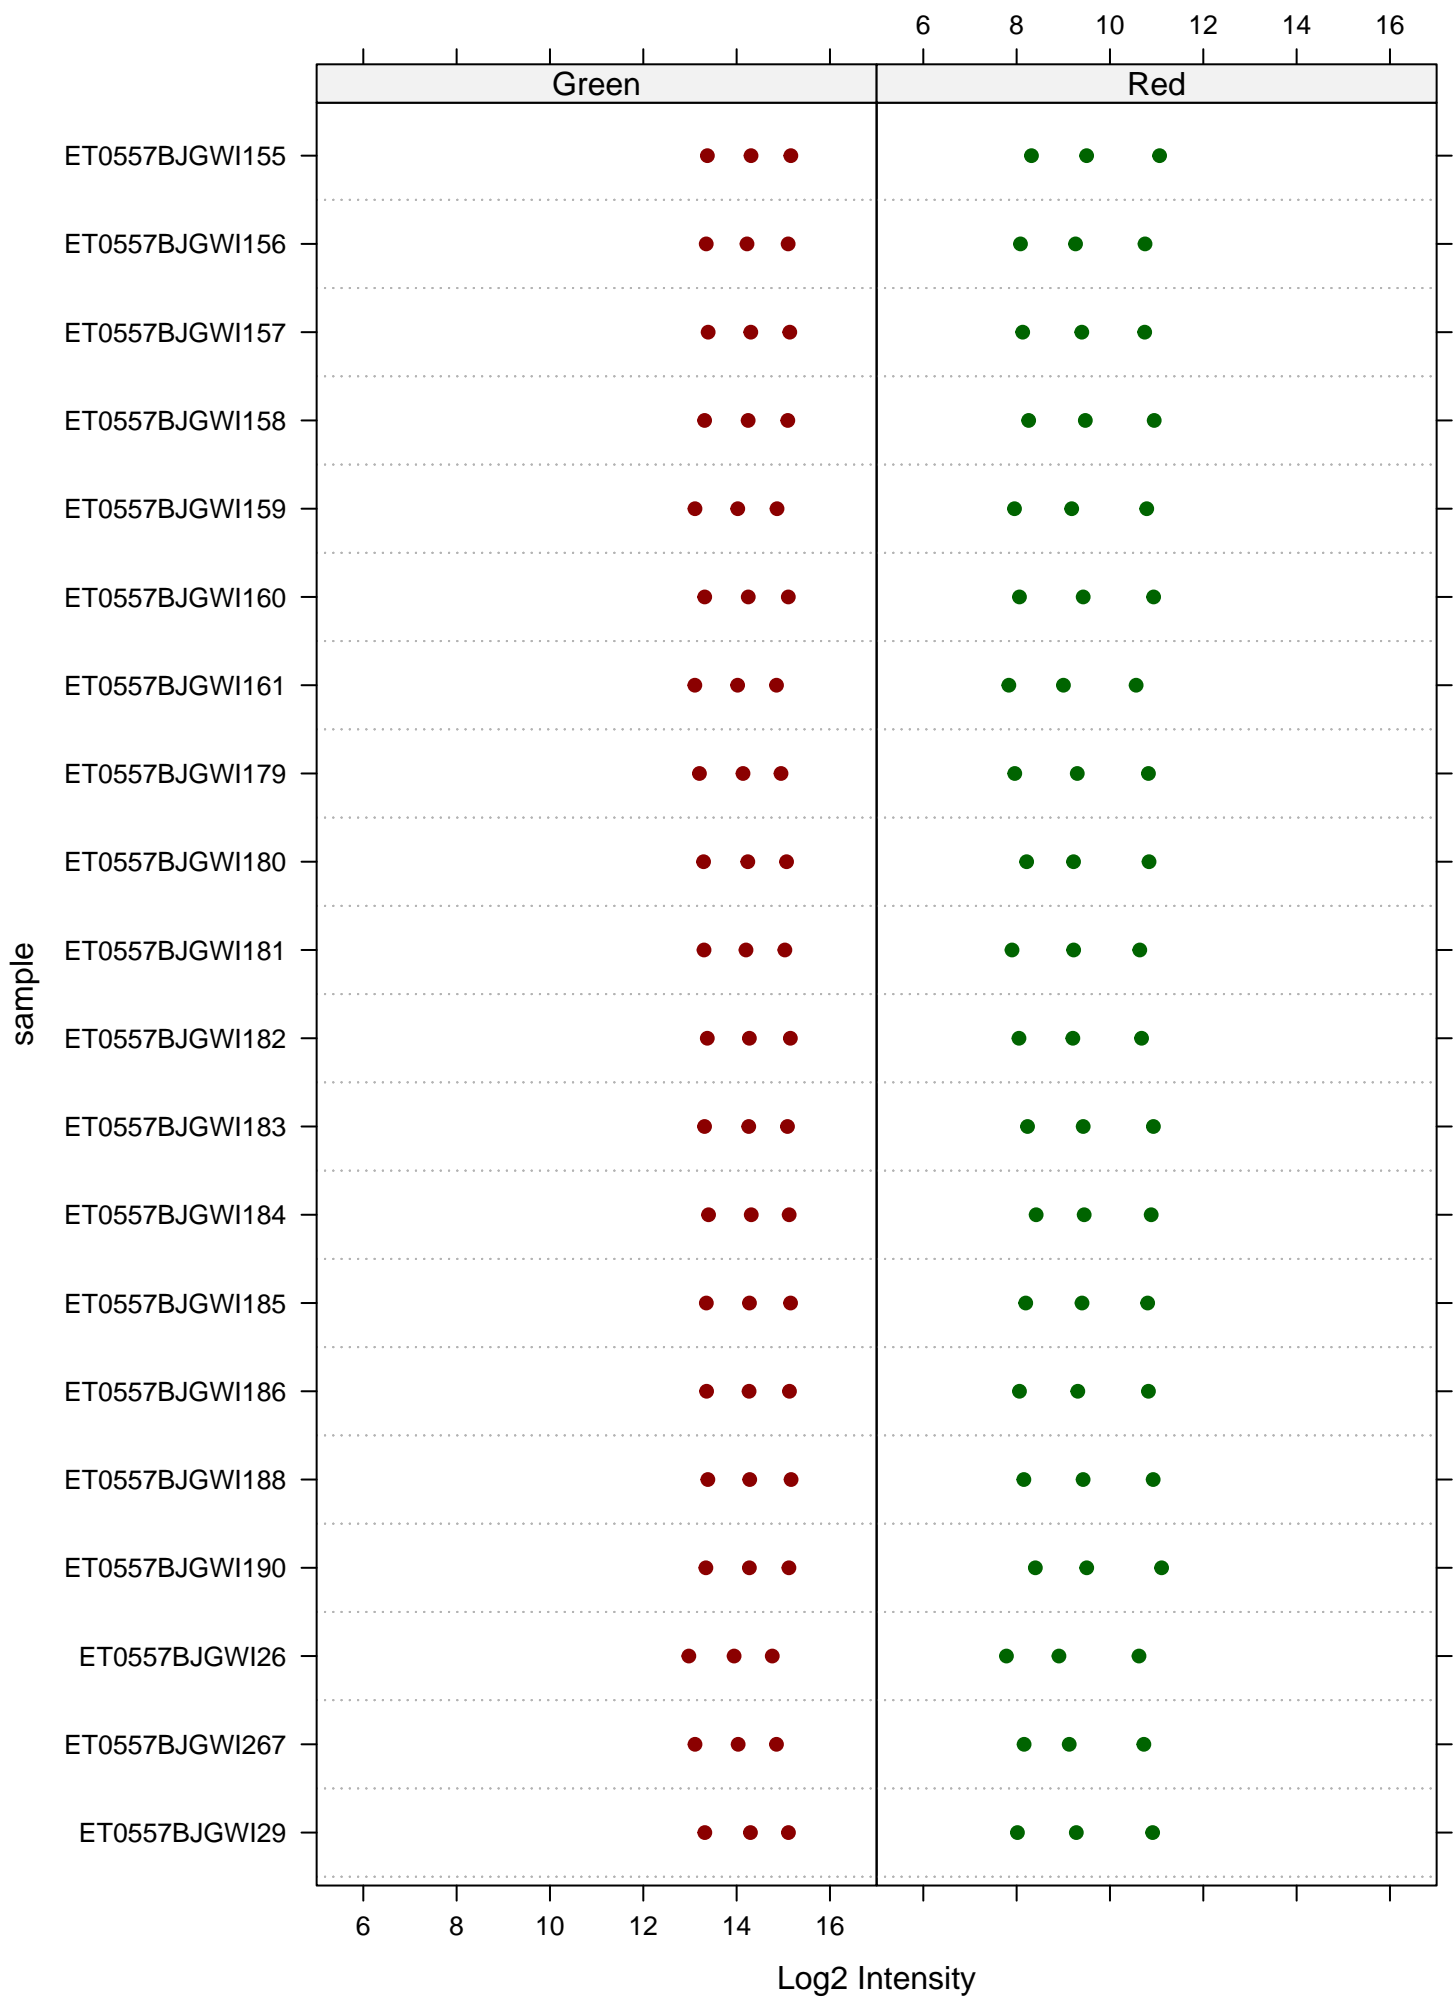 6 8 10 12 14 16
Green Red
ET0557BJGWI155
ET0557BJGWI156
ET0557BJGWI157
ET0557BJGWI158
ET0557BJGWI159
ET0557BJGWI160
ET0557BJGWI161
ET0557BJGWI179
ET0557BJGWI180
ET0557BJGWI181
ET0557BJGWI182
ET0557BJGWI183
ET0557BJGWI184
ET0557BJGWI185
ET0557BJGWI186
ET0557BJGWI188
ET0557BJGWI190
ET0557BJGWI26
ET0557BJGWI267
ET0557BJGWI29
sample
6 8 10 12 14 16
Log2 Intensity